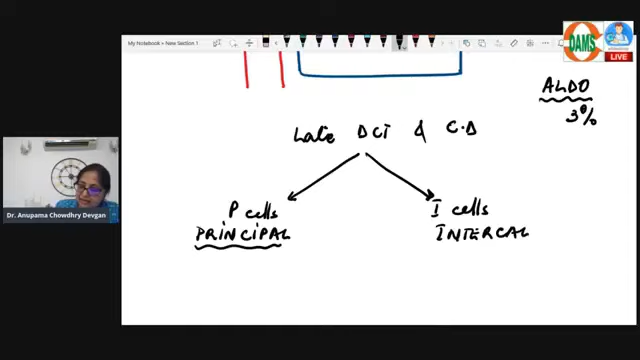 My Notebook > New Section 1
DAMS
LIVE
ALDO
3%
Late DCT & C.D
P cells
PRINCIPAL
I cells
INTERCAL
Dr. Anupama Chowdhry Devgan